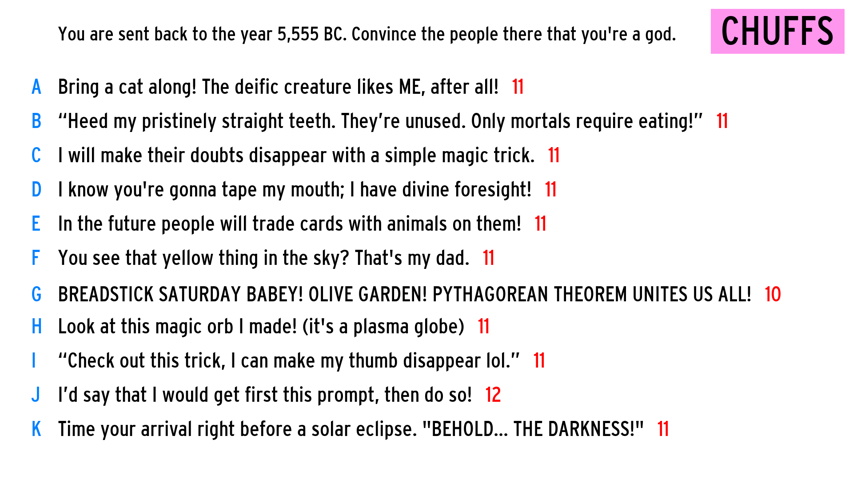 You are sent back to the year 5,555 BC. Convince the people there that you're a god.
CHUFFS
A Bring a cat along! The deific creature likes ME, after all! 11
B “Heed my pristinely straight teeth. They’re unused. Only mortals require eating!” 11
C I will make their doubts disappear with a simple magic trick. 11
D I know you're gonna tape my mouth; I have divine foresight! 11
E In the future people will trade cards with animals on them! 11
F You see that yellow thing in the sky? That's my dad. 11
G BREADSTICK SATURDAY BABEY! OLIVE GARDEN! PYTHAGOREAN THEOREM UNITES US ALL! 10
H Look at this magic orb I made! (it's a plasma globe) 11
I “Check out this trick, I can make my thumb disappear lol.” 11
J I’d say that I would get first this prompt, then do so! 12
K Time your arrival right before a solar eclipse. "BEHOLD... THE DARKNESS!" 11